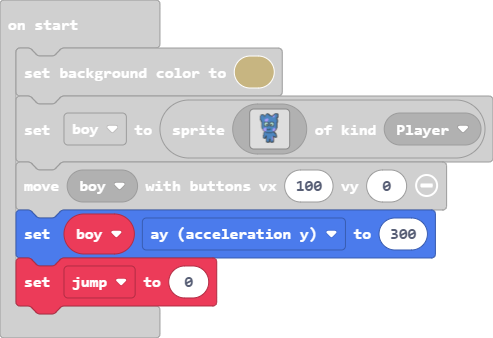 on start
set background color to
set boy to sprite of kind Player
move boy with buttons vx 100 vy 0
set boy ay (acceleration y) to 300
set jump to 0